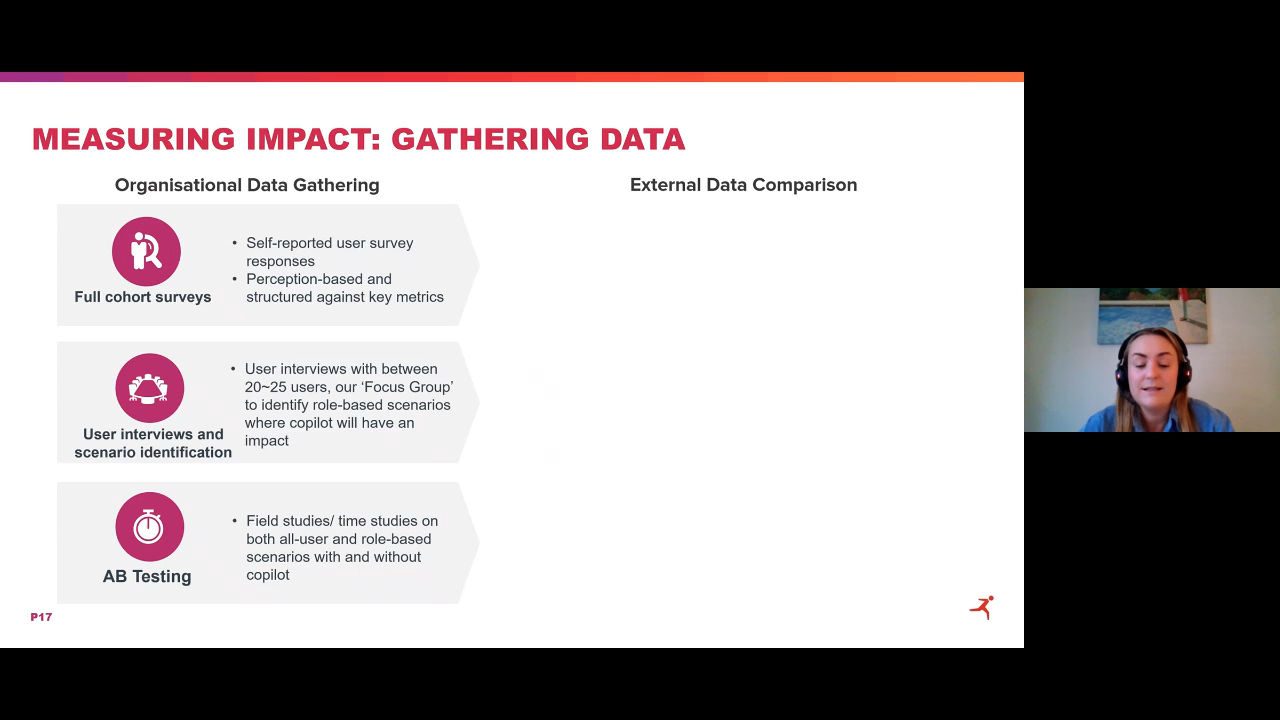 MEASURING IMPACT: GATHERING DATA
Organisational Data Gathering
External Data Comparison
Full cohort surveys
• Self-reported user survey
responses
• Perception-based and
structured against key metrics
User interviews and
scenario identification
• User interviews with between
20~25 users, our ‘Focus Group’
to identify role-based scenarios
where copilot will have an
impact
AB Testing
• Field studies/ time studies on
both all-user and role-based
scenarios with and without
copilot
P17